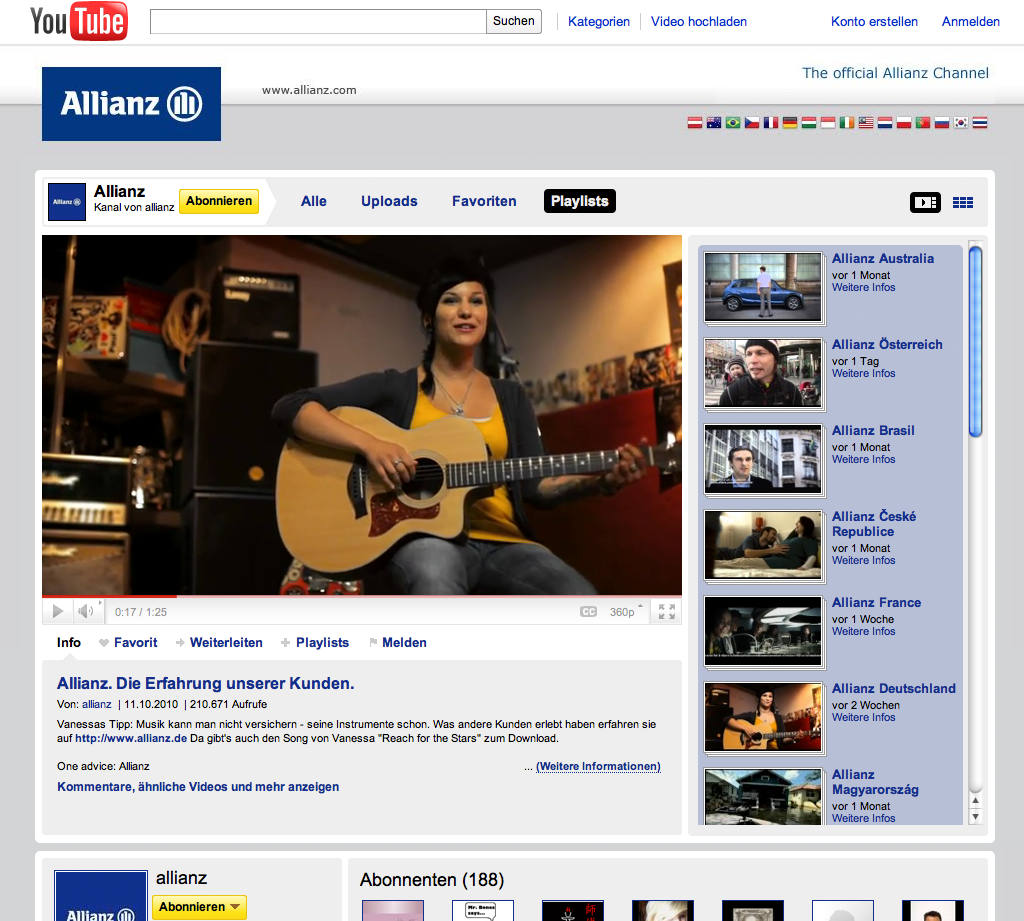 YouTube
Suchen
Kategorien
Video hochladen
Konto erstellen
Anmelden
Allianz
www.allianz.com
The official Allianz Channel
Allianz
Allianz
Kanal von allianz
Abonnieren
Alle
Uploads
Favoriten
Playlists
Allianz Australia
vor 1 Monat
Weitere Infos
Allianz Österreich
vor 1 Tag
Weitere Infos
Allianz Brasil
vor 1 Monat
Weitere Infos
Allianz České
Republice
vor 1 Monat
Weitere Infos
Allianz France
vor 1 Woche
Weitere Infos
Allianz Deutschland
vor 2 Wochen
Weitere Infos
Allianz
Magyarország
vor 1 Monat
Weitere Infos
0:17 / 1:25
CC
360p
Info
Favorit
Weiterleiten
Playlists
Melden
Allianz. Die Erfahrung unserer Kunden.
Von: allianz | 11.10.2010 | 210.671 Aufrufe
Vanessas Tipp: Musik kann man nicht versichern - seine Instrumente schon. Was andere Kunden erlebt haben erfahren sie
auf http://www.allianz.de Da gibt's auch den Song von Vanessa "Reach for the Stars" zum Download.
One advice: Allianz
... (Weitere Informationen)
Kommentare, ähnliche Videos und mehr anzeigen
Allianz
allianz
Abonnieren
Abonnenten (188)
Mr. Bones
says...